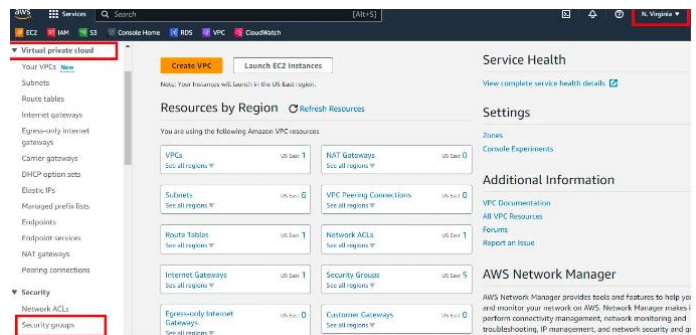 aws
Services
Search
[Alt+S]
N. Virginia ▼
EC2
IAM
S3
Console Home
RDS
VPC
CloudWatch
▼ Virtual private cloud
Your VPCs New
Subnets
Route tables
Internet gateways
Egress-only internet
gateways
Carrier gateways
DHCP option sets
Elastic IPs
Managed prefix lists
Endpoints
Endpoint services
NAT gateways
Peering connections
▼ Security
Network ACLs
Security groups
Create VPC
Launch EC2 Instances
Note: Your Instances will launch in the US East region.
Resources by Region
Refresh Resources
You are using the following Amazon VPC resources
VPCs US East 1
See all regions ▼
NAT Gateways US East 0
See all regions ▼
Subnets US East 6
See all regions ▼
VPC Peering Connections US East 0
See all regions ▼
Route Tables US East 1
See all regions ▼
Network ACLs US East 1
See all regions ▼
Internet Gateways US East 1
See all regions ▼
Security Groups US East 5
See all regions ▼
Egress-only Internet US East 0
Gateways
See all regions ▼
Customer Gateways US East 0
See all regions ▼
Service Health
View complete service health details
Settings
Zones
Console Experiments
Additional Information
VPC Documentation
All VPC Resources
Forums
Report an Issue
AWS Network Manager
AWS Network Manager provides tools and features to help yo
and monitor your network on AWS. Network Manager makes i
perform connectivity management, network monitoring and
troubleshooting, IP management, and network security and